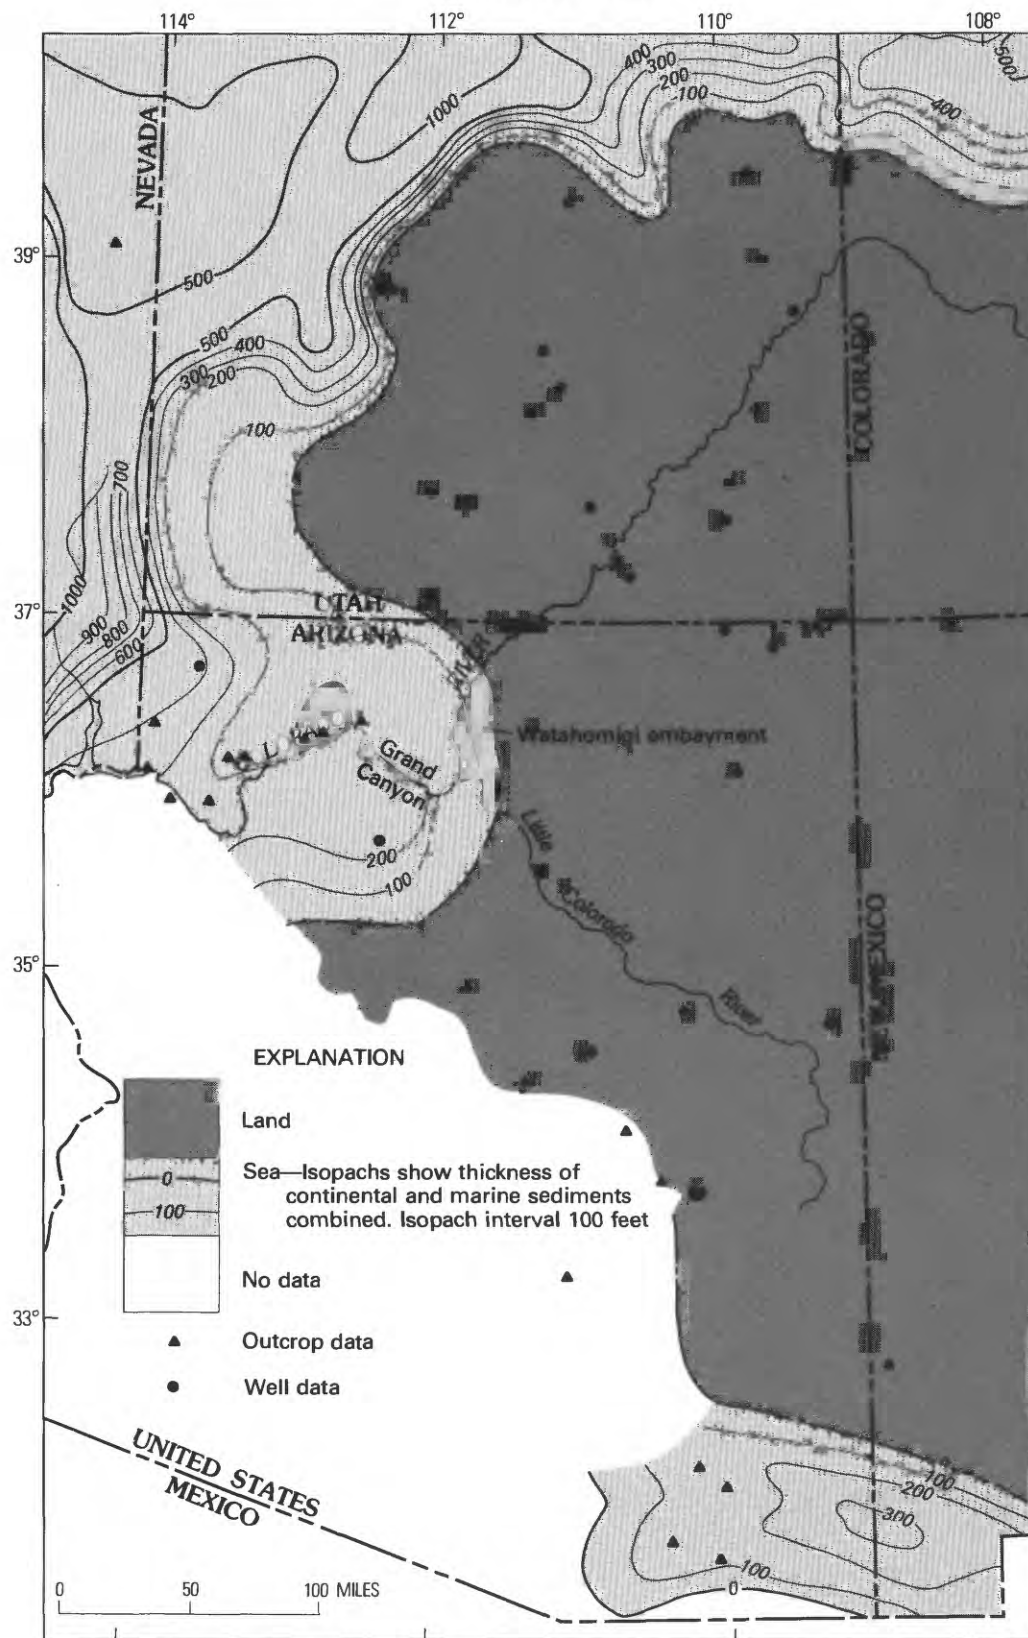 114° 112° 110° 108°
400
300
200
100
500
400
1000
1000
NEVADA
39°
500
500
400
300
200
100
COLORADO
700
1000
900
800
600
37°
UTAH
ARIZONA
RIVER
Watahomigi embayment
Grand
Canyon
200
100
Little
Colorado
River
35°
NEW MEXICO
EXPLANATION
Land
0
100
Sea—Isopachs show thickness of
continental and marine sediments
combined. Isopach interval 100 feet
No data
33°
Outcrop data
Well data
UNITED STATES
MEXICO
0
100
200
300
100
0
0 50 100 MILES